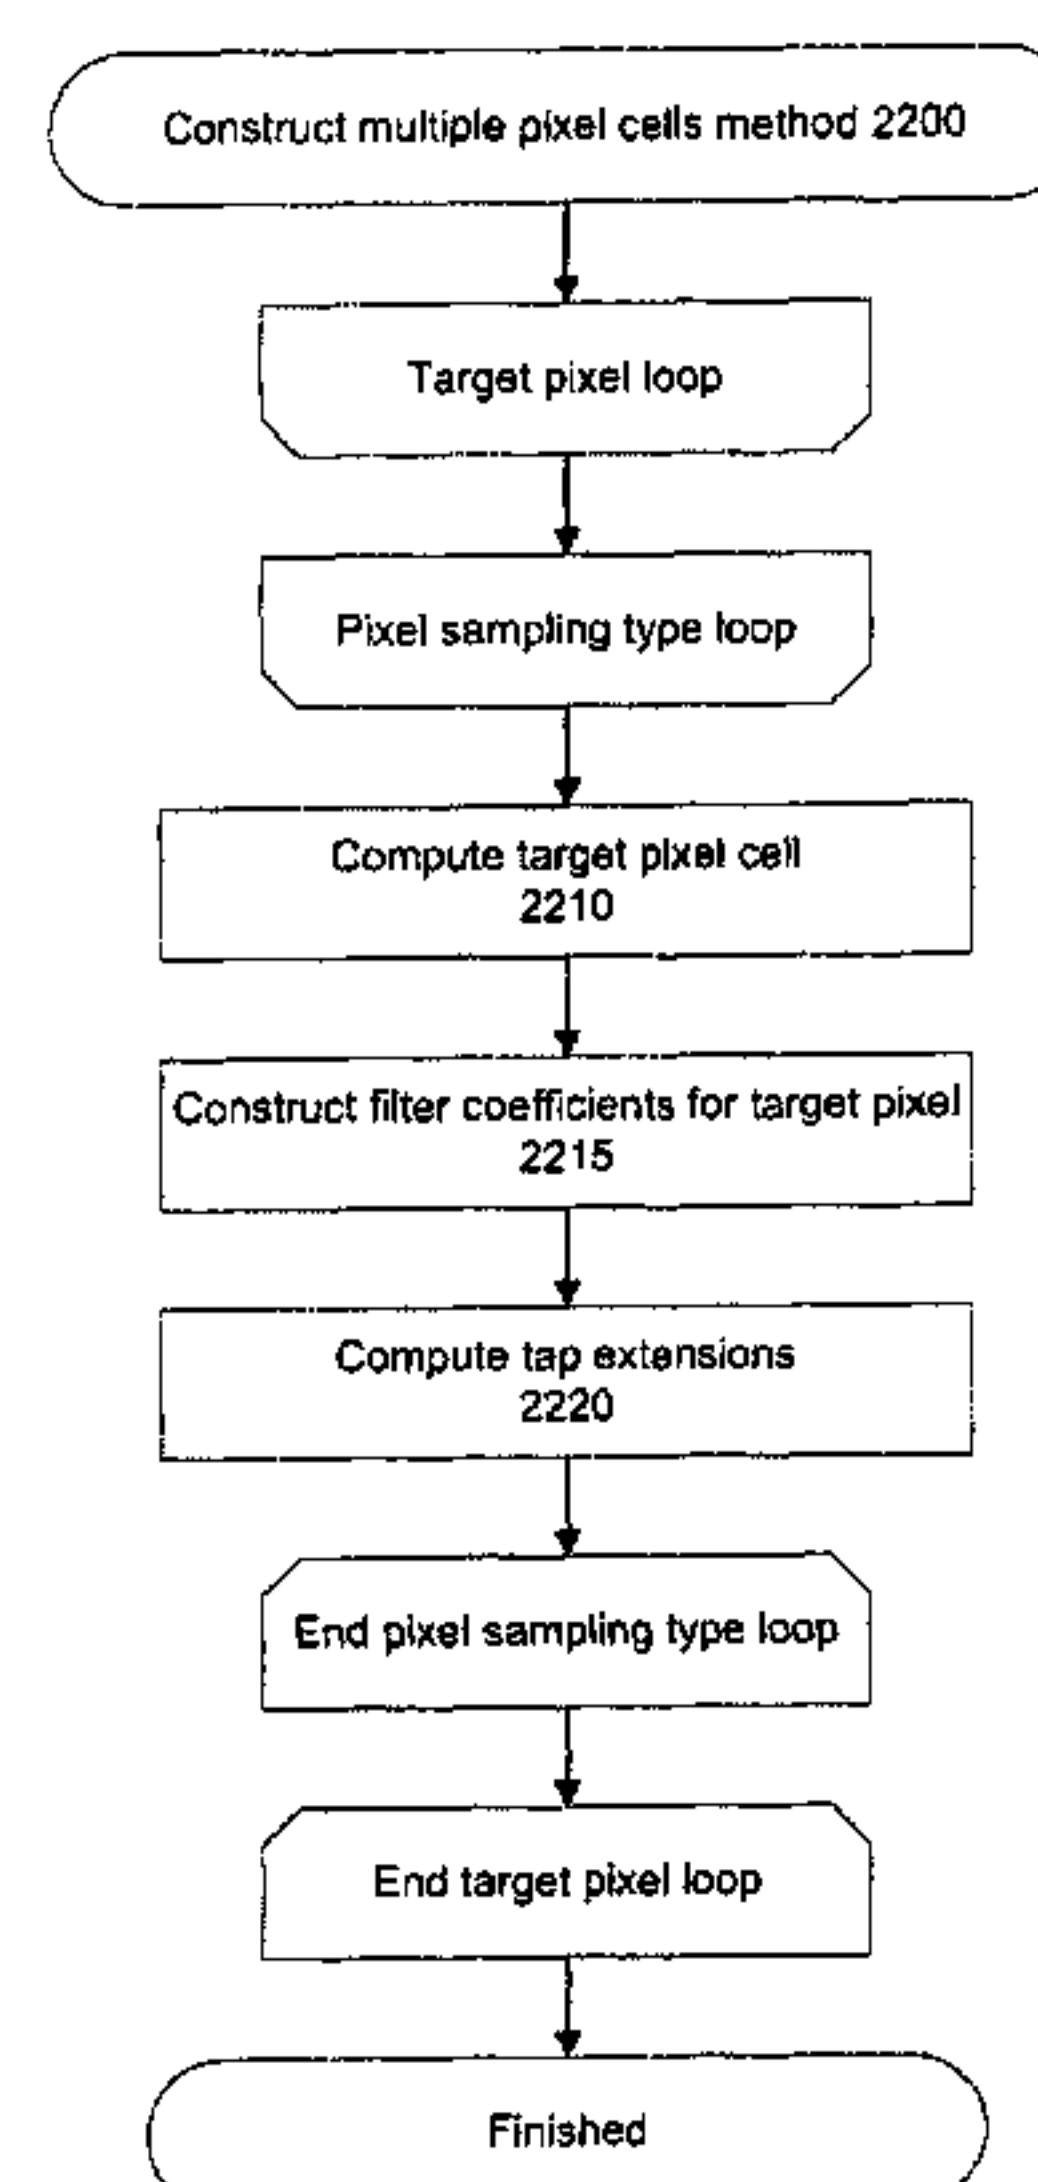 Construct multiple pixel cells method 2200
Target pixel loop
Pixel sampling type loop
Compute target pixel cell
2210
Construct filter coefficients for target pixel
2215
Compute tap extensions
2220
End pixel sampling type loop
End target pixel loop
Finished